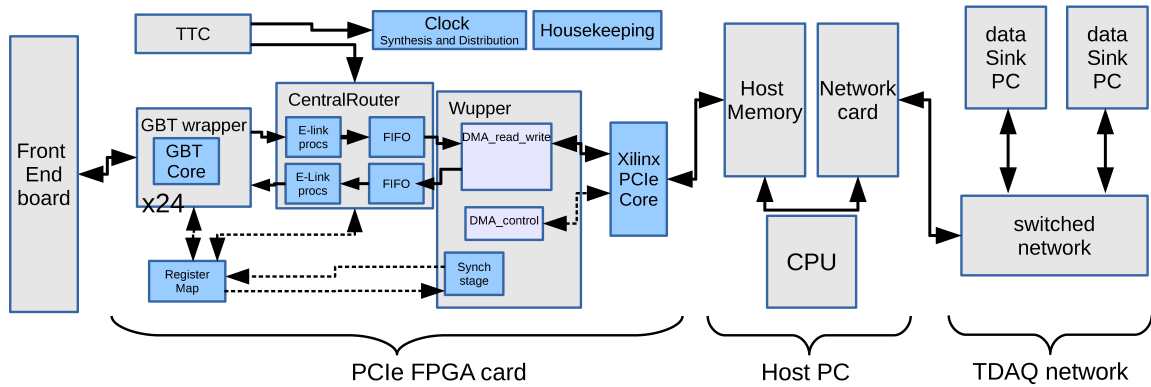 TTC
Clock
Synthesis and Distribution
Housekeeping
Front
End
board
GBT wrapper
GBT
Core
x24
CentralRouter
E-link
procs
FIFO
E-Link
procs
FIFO
Register
Map
Wupper
DMA_read_write
DMA_control
Synch
stage
Xilinx
PCIe
Core
Host
Memory
Network
card
CPU
data
Sink
PC
data
Sink
PC
switched
network
PCIe FPGA card
Host PC
TDAQ network